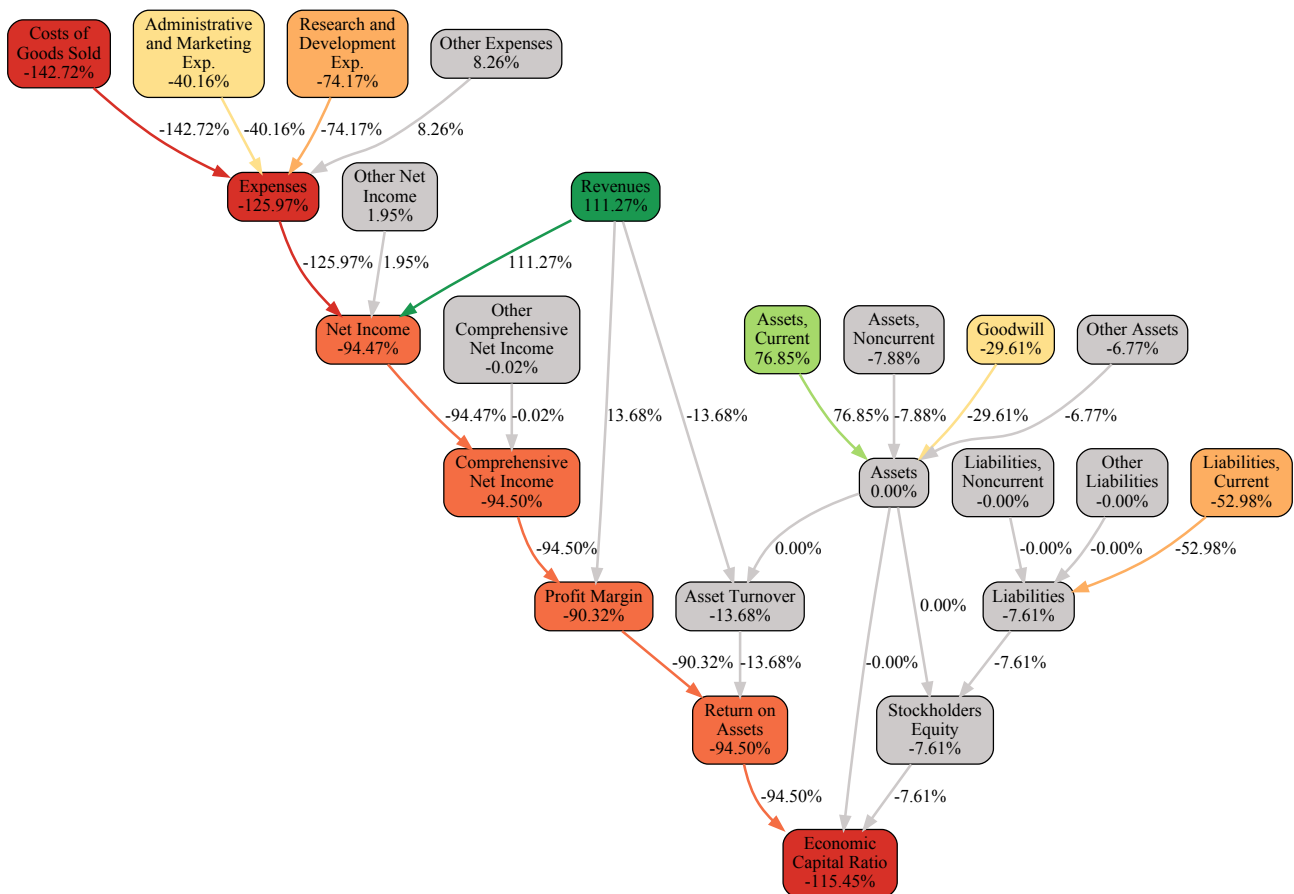 Costs of
Goods Sold
-142.72%
Administrative
and Marketing
Exp.
-40.16%
Research and
Development
Exp.
-74.17%
Other Expenses
8.26%
-142.72%
-40.16%
-74.17%
8.26%
Expenses
-125.97%
Other Net
Income
1.95%
Revenues
111.27%
-125.97%
1.95%
111.27%
Net Income
-94.47%
Other
Comprehensive
Net Income
-0.02%
Assets,
Current
76.85%
Assets,
Noncurrent
-7.88%
Goodwill
-29.61%
Other Assets
-6.77%
-94.47%
-0.02%
13.68%
-13.68%
76.85%
-7.88%
-29.61%
-6.77%
Comprehensive
Net Income
-94.50%
Assets
0.00%
Liabilities,
Noncurrent
-0.00%
Other
Liabilities
-0.00%
Liabilities,
Current
-52.98%
-94.50%
0.00%
-0.00%
-0.00%
-52.98%
Profit Margin
-90.32%
Asset Turnover
-13.68%
0.00%
Liabilities
-7.61%
-90.32%
-13.68%
-0.00%
-7.61%
Return on
Assets
-94.50%
Stockholders
Equity
-7.61%
-94.50%
-7.61%
Economic
Capital Ratio
-115.45%